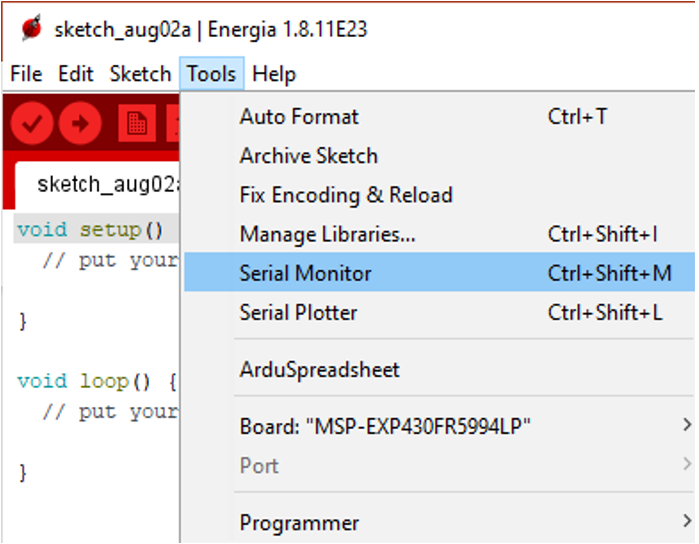 sketch_aug02a | Energia 1.8.11E23
File Edit Sketch Tools Help
Auto Format Ctrl+T
Archive Sketch
Fix Encoding & Reload
Manage Libraries... Ctrl+Shift+I
Serial Monitor Ctrl+Shift+M
Serial Plotter Ctrl+Shift+L
ArduSpreadsheet
Board: "MSP-EXP430FR5994LP"
Port
Programmer
sketch_aug02a
void setup()
// put your
}
void loop() {
// put your
}